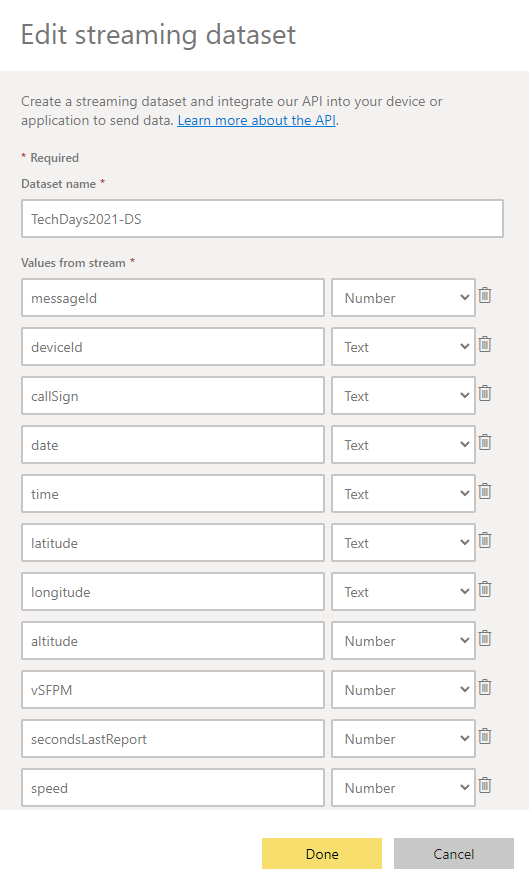 Edit streaming dataset
Create a streaming dataset and integrate our API into your device or
application to send data. Learn more about the API.
* Required
Dataset name *
TechDays2021-DS
Values from stream *
messageId Number
deviceId Text
callSign Text
date Text
time Text
latitude Text
longitude Text
altitude Number
vSFPM Number
secondsLastReport Number
speed Number
Done Cancel